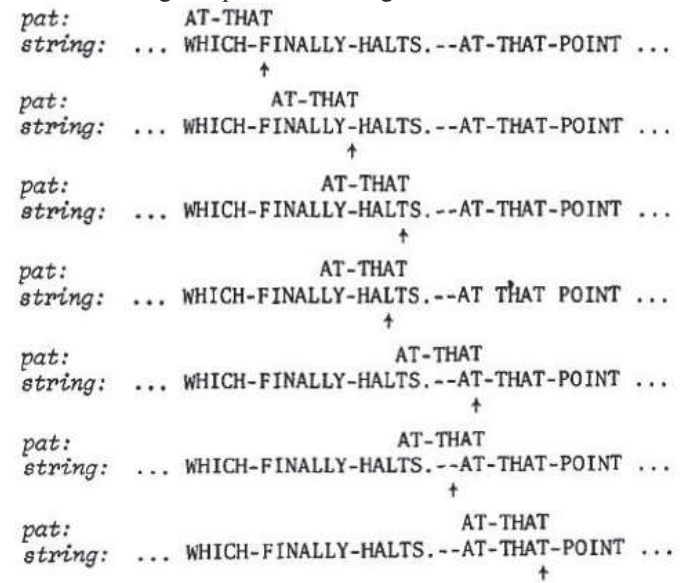 pat: AT-THAT
string: ... WHICH-FINALLY-HALTS.--AT-THAT-POINT ...
↑
pat: AT-THAT
string: ... WHICH-FINALLY-HALTS.--AT-THAT-POINT ...
↑
pat: AT-THAT
string: ... WHICH-FINALLY-HALTS.--AT-THAT-POINT ...
↑
pat: AT-THAT
string: ... WHICH-FINALLY-HALTS.--AT THAT POINT ...
↑
pat: AT-THAT
string: ... WHICH-FINALLY-HALTS.--AT-THAT-POINT ...
↑
pat: AT-THAT
string: ... WHICH-FINALLY-HALTS.--AT-THAT-POINT ...
↑
pat: AT-THAT
string: ... WHICH-FINALLY-HALTS.--AT-THAT-POINT ...
↑